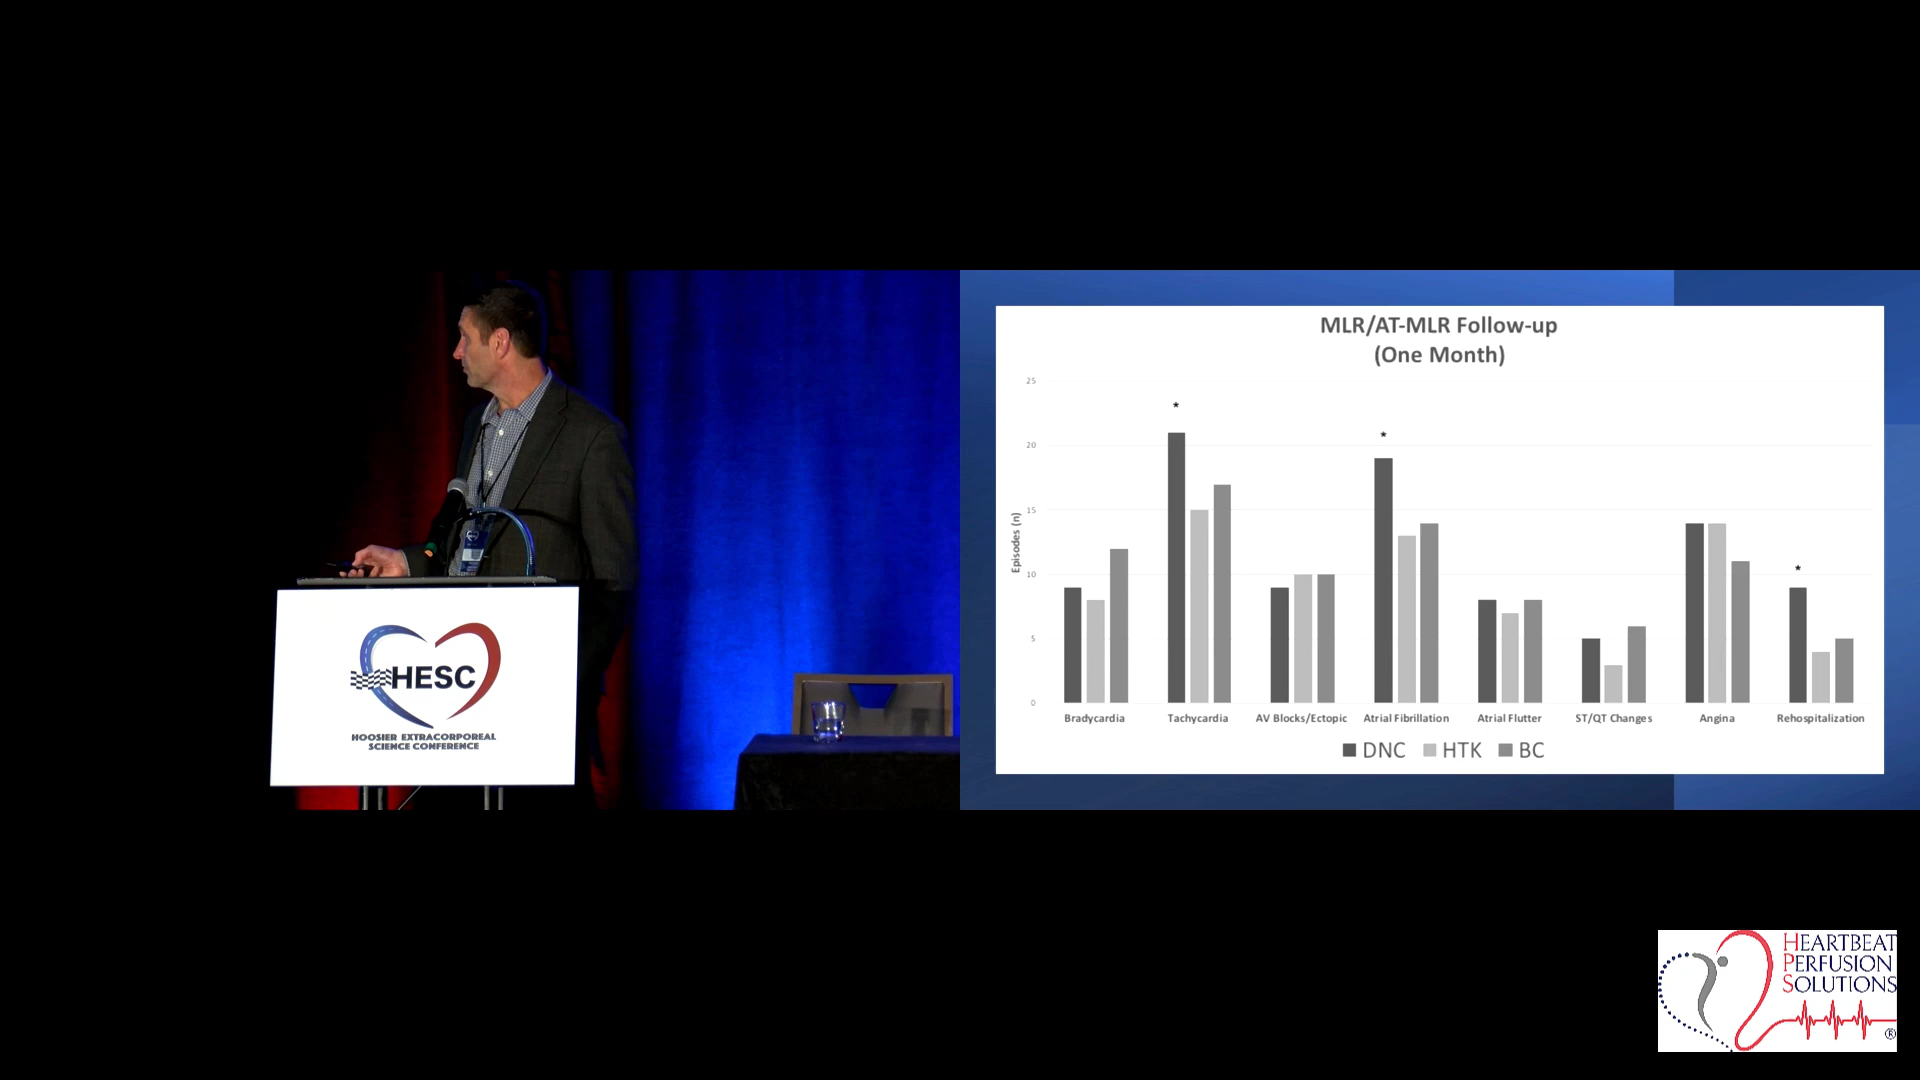 MLR/AT-MLR Follow-up
(One Month)
25
20
15
10
5
0
Episodes (n)
*
*
*
Bradycardia
Tachycardia
AV Blocks/Ectopic
Atrial Fibrillation
Atrial Flutter
ST/QT Changes
Angina
Rehospitalization
DNC HTK BC
HESC
HOOSIER EXTRACORPOREAL
SCIENCE CONFERENCE
HEARTBEAT
PERFUSION
SOLUTIONS
®